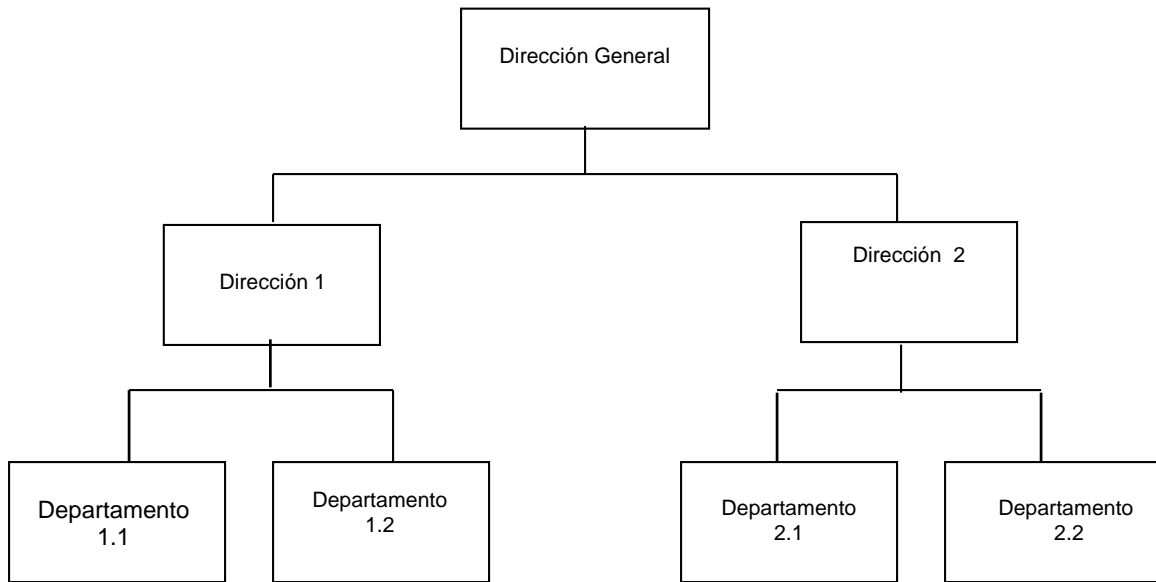 Dirección General
Dirección 1
Dirección 2
Departamento
1.1
Departamento
1.2
Departamento
2.1
Departamento
2.2